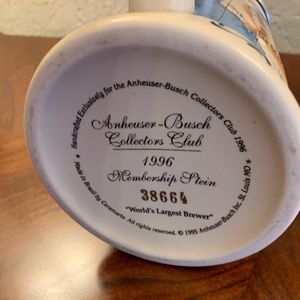 Handcrafted Exclusively for the Anheuser-Busch Collectors Club 1996
Anheuser-Busch
Collectors Club
1996
Membership Stein
38664
"World's Largest Brewer"
Made in Brazil by Ceramarte. All rights reserved. © 1995 Anheuser-Busch Inc. St. Louis MO